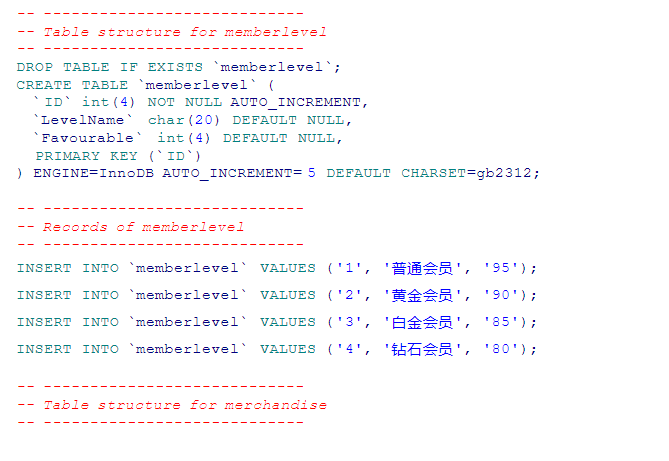 -- ----------------------------
-- Table structure for memberlevel
-- ----------------------------
DROP TABLE IF EXISTS `memberlevel`;
CREATE TABLE `memberlevel` (
  `ID` int(4) NOT NULL AUTO_INCREMENT,
  `LevelName` char(20) DEFAULT NULL,
  `Favourable` int(4) DEFAULT NULL,
  PRIMARY KEY (`ID`)
) ENGINE=InnoDB AUTO_INCREMENT= 5 DEFAULT CHARSET=gb2312;
-- ----------------------------
-- Records of memberlevel
-- ----------------------------
INSERT INTO `memberlevel` VALUES ('1', '普通会员', '95');
INSERT INTO `memberlevel` VALUES ('2', '黄金会员', '90');
INSERT INTO `memberlevel` VALUES ('3', '白金会员', '85');
INSERT INTO `memberlevel` VALUES ('4', '钻石会员', '80');
-- ----------------------------
-- Table structure for merchandise
-- ----------------------------